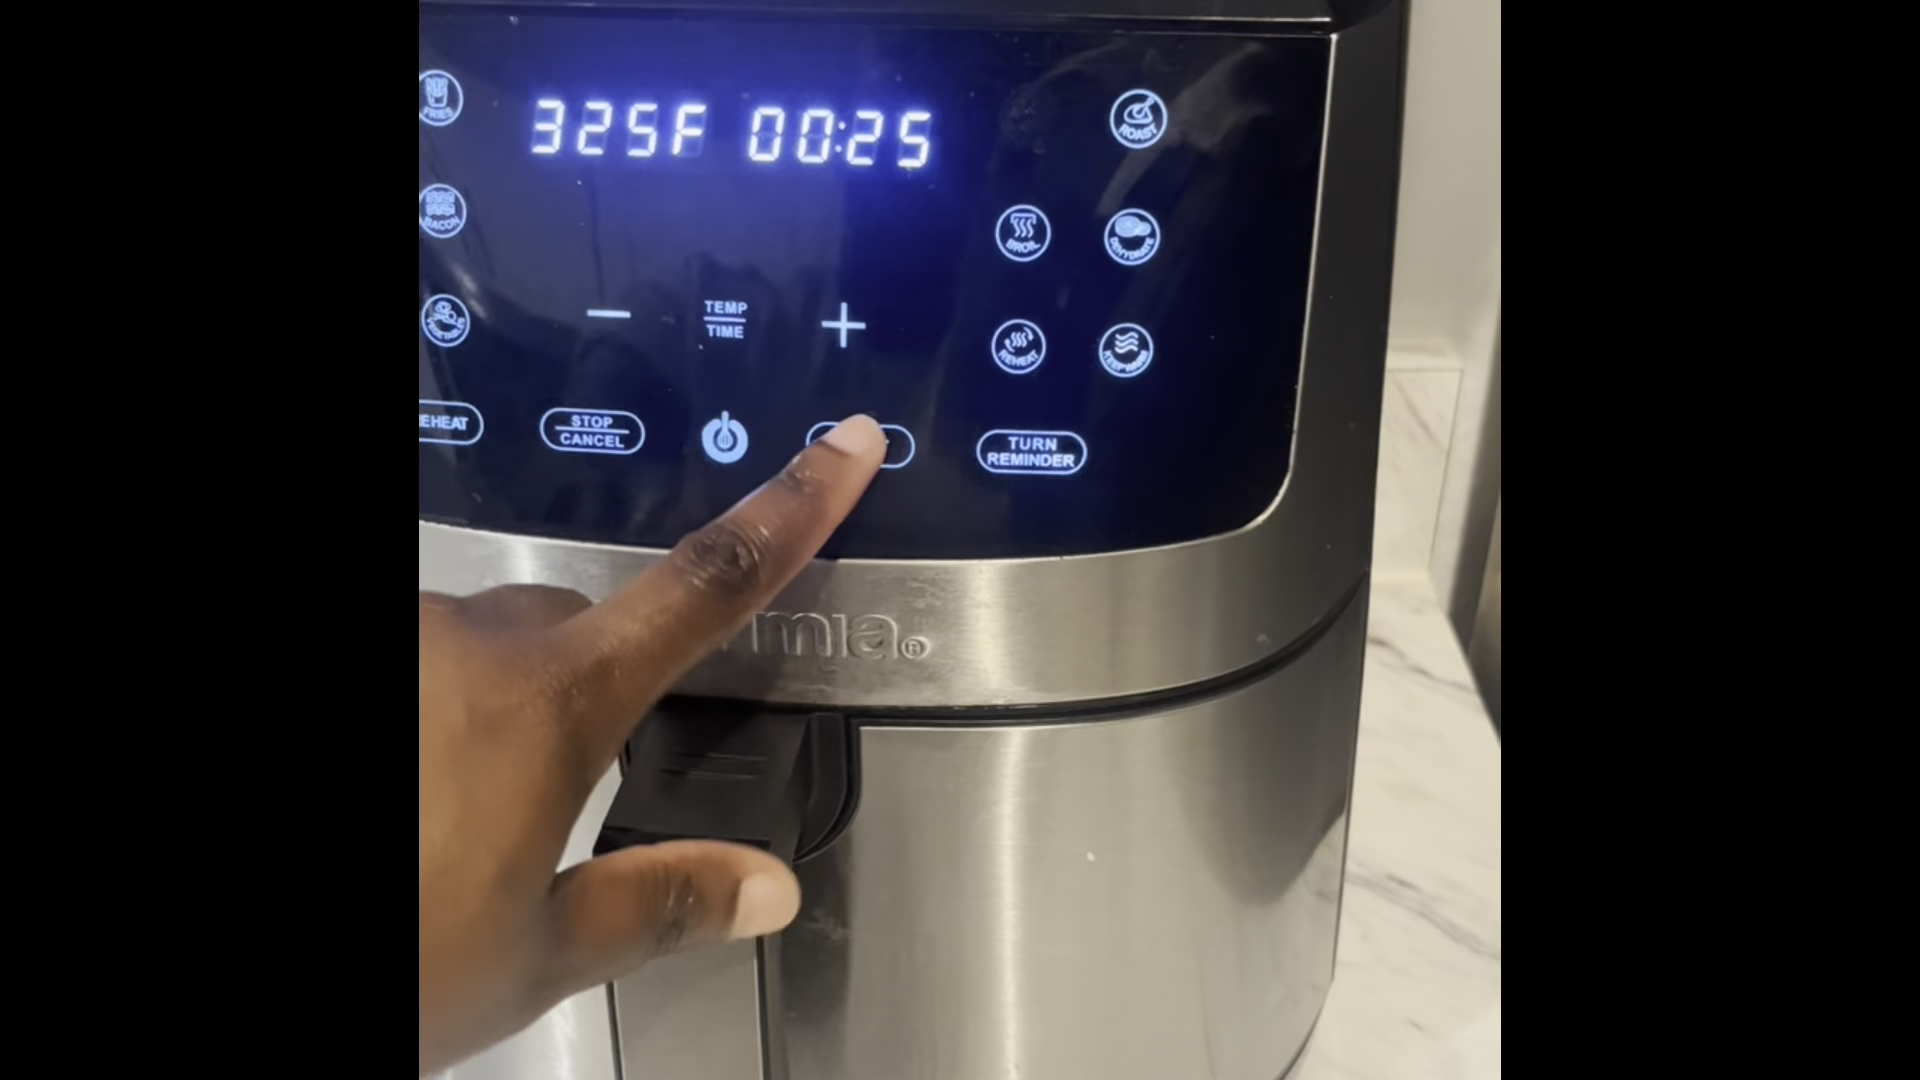 FRIES
325F 00:25
ROAST
BACON
BROIL
DEHYDRATE
VEGETABLES
TEMP
TIME
REHEAT
KEEP WARM
EHEAT
STOP
CANCEL
TURN
REMINDER
mia®